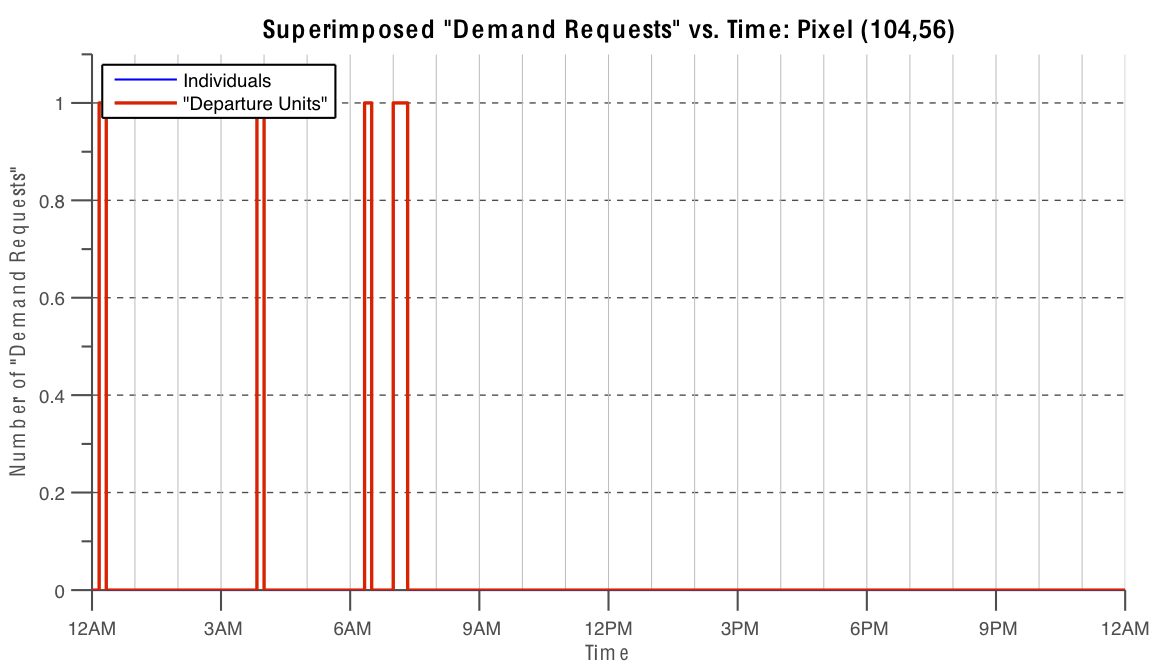 Superimposed "Demand Requests" vs. Time: Pixel (104,56)
Individuals
"Departure Units"
Number of "Demand Requests"
1
0.8
0.6
0.4
0.2
0
12AM 3AM 6AM 9AM 12PM 3PM 6PM 9PM 12AM
Time